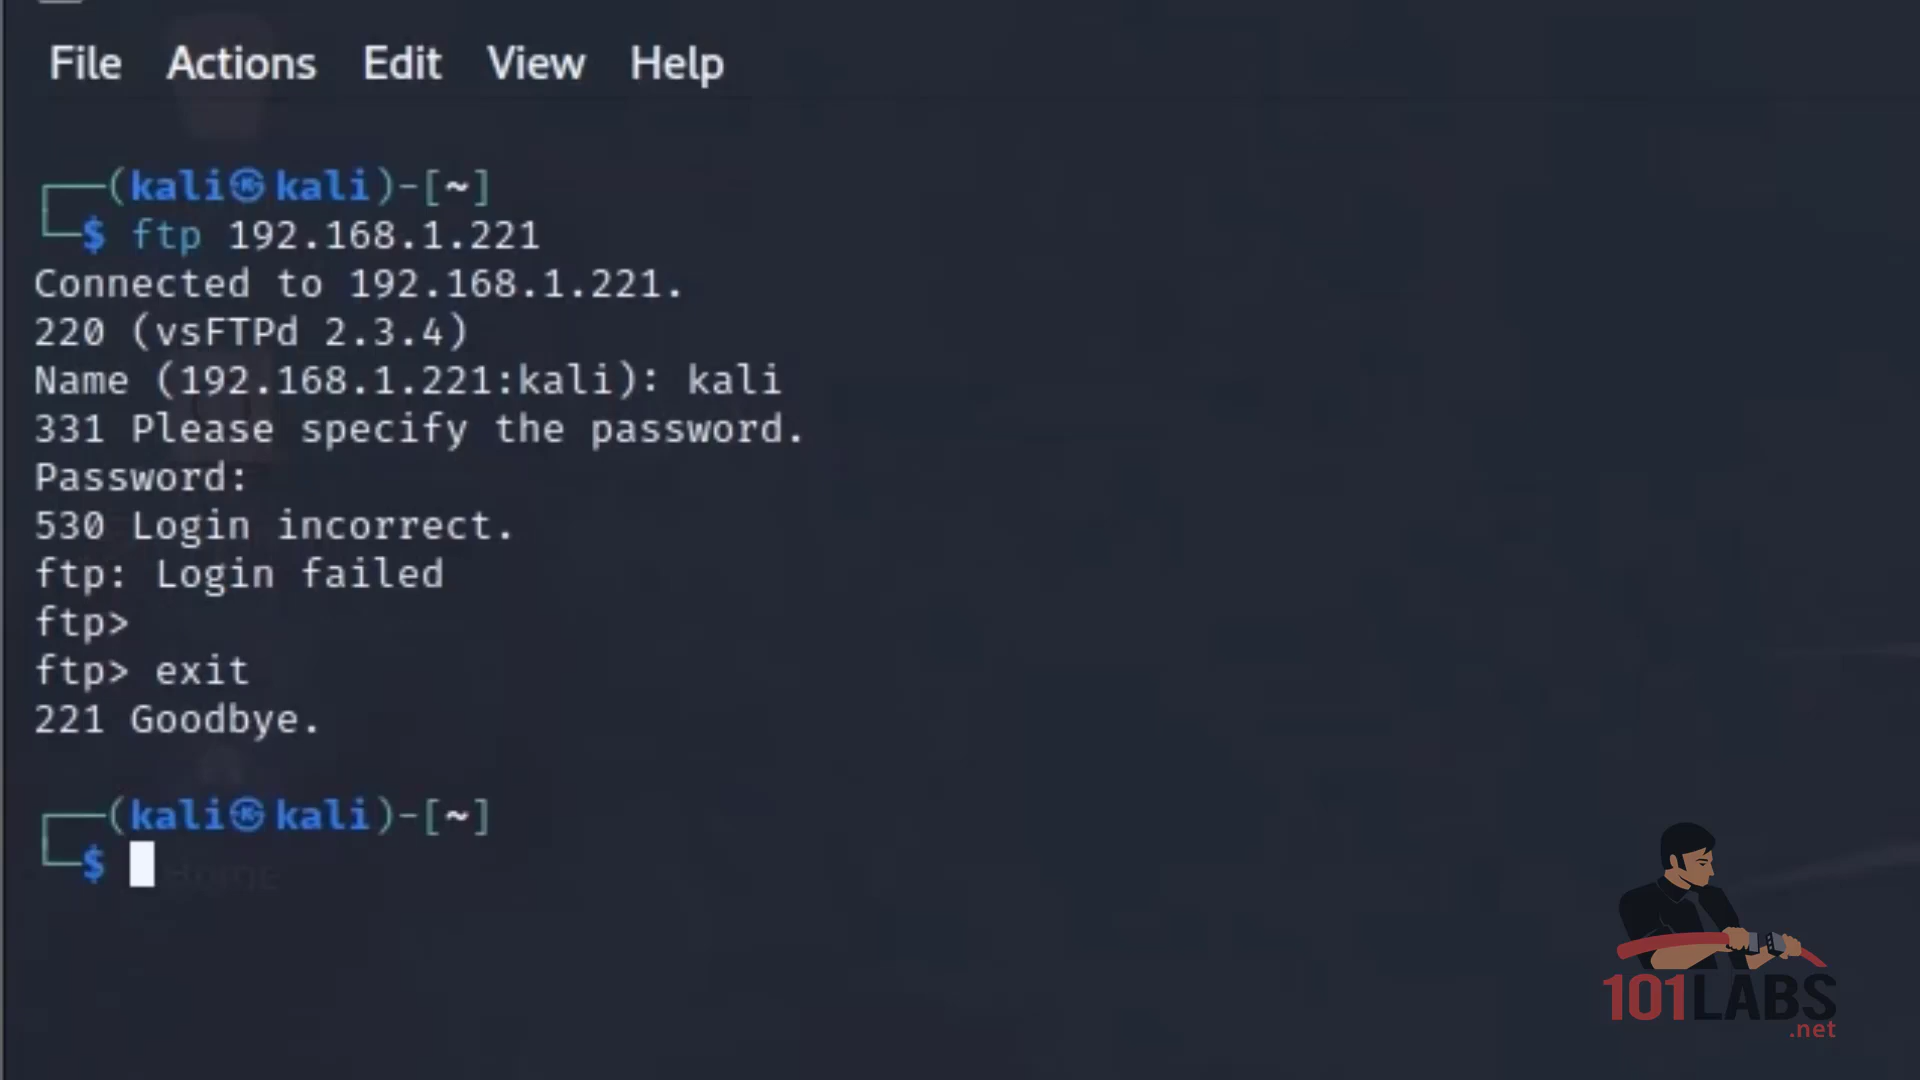 File Actions Edit View Help
┌──(kali㉿kali)-[~]
└─$ ftp 192.168.1.221
Connected to 192.168.1.221.
220 (vsFTPd 2.3.4)
Name (192.168.1.221:kali): kali
331 Please specify the password.
Password:
530 Login incorrect.
ftp: Login failed
ftp>
ftp> exit
221 Goodbye.
┌──(kali㉿kali)-[~]
└─$
Home
101LABS
.net